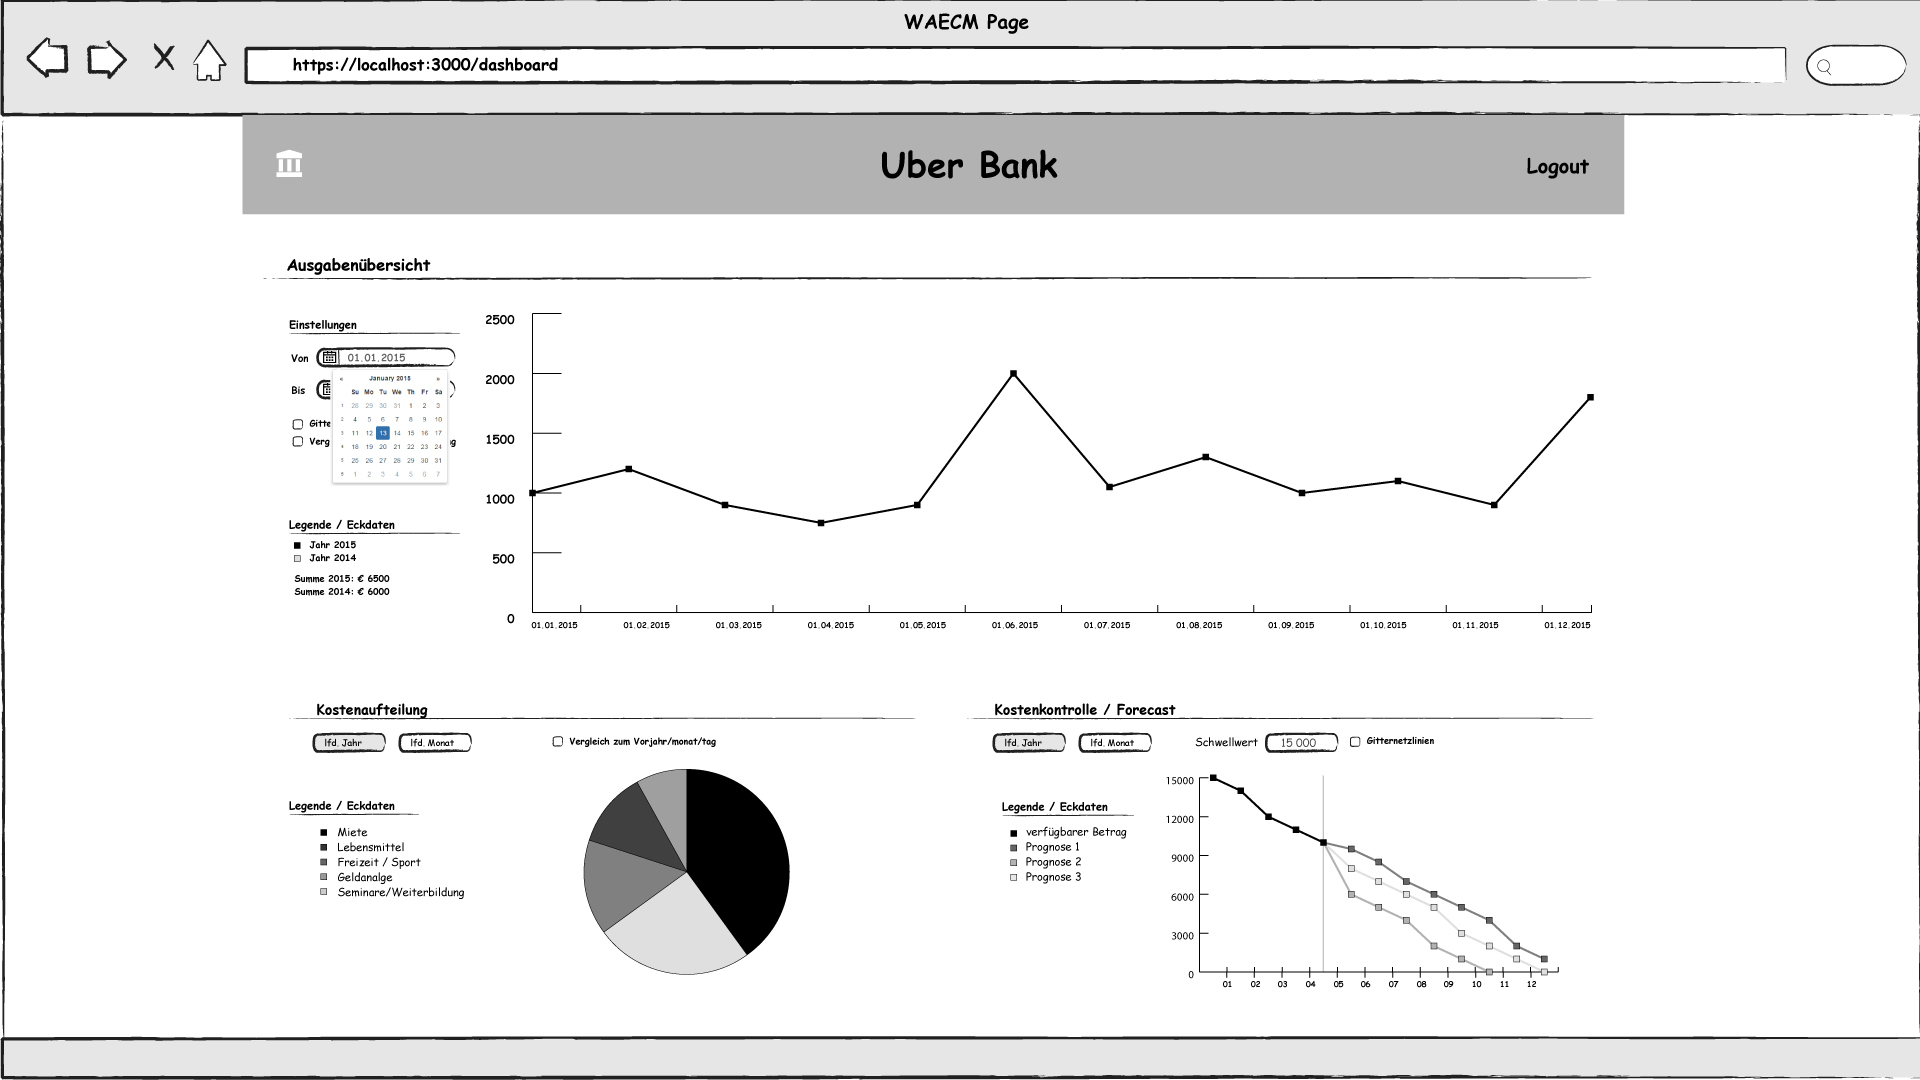 WAECM Page
https://localhost:3000/dashboard
Uber Bank
Logout
Ausgabenübersicht
Einstellungen
Von 01.01.2015
Bis
Gitte
Verg
g
« January 2015 »
Su Mo Tu We Th Fr Sa
1 28 29 30 31 1 2 3
2 4 5 6 7 8 9 10
3 11 12 13 14 15 16 17
4 18 19 20 21 22 23 24
5 25 26 27 28 29 30 31
1 2 3 4 5 6 7
Legende / Eckdaten
Jahr 2015
Jahr 2014
Summe 2015: € 6500
Summe 2014: € 6000
2500
2000
1500
1000
500
0
01.01.2015 01.02.2015 01.03.2015 01.04.2015 01.05.2015 01.06.2015 01.07.2015 01.08.2015 01.09.2015 01.10.2015 01.11.2015 01.12.2015
Kostenaufteilung
lfd. Jahr lfd. Monat Vergleich zum Vorjahr/monat/tag
Legende / Eckdaten
Miete
Lebensmittel
Freizeit / Sport
Geldanalge
Seminare/Weiterbildung
Kostenkontrolle / Forecast
lfd. Jahr lfd. Monat Schwellwert 15 000 Gitternetzlinien
Legende / Eckdaten
verfügbarer Betrag
Prognose 1
Prognose 2
Prognose 3
15000
12000
9000
6000
3000
0
01 02 03 04 05 06 07 08 09 10 11 12